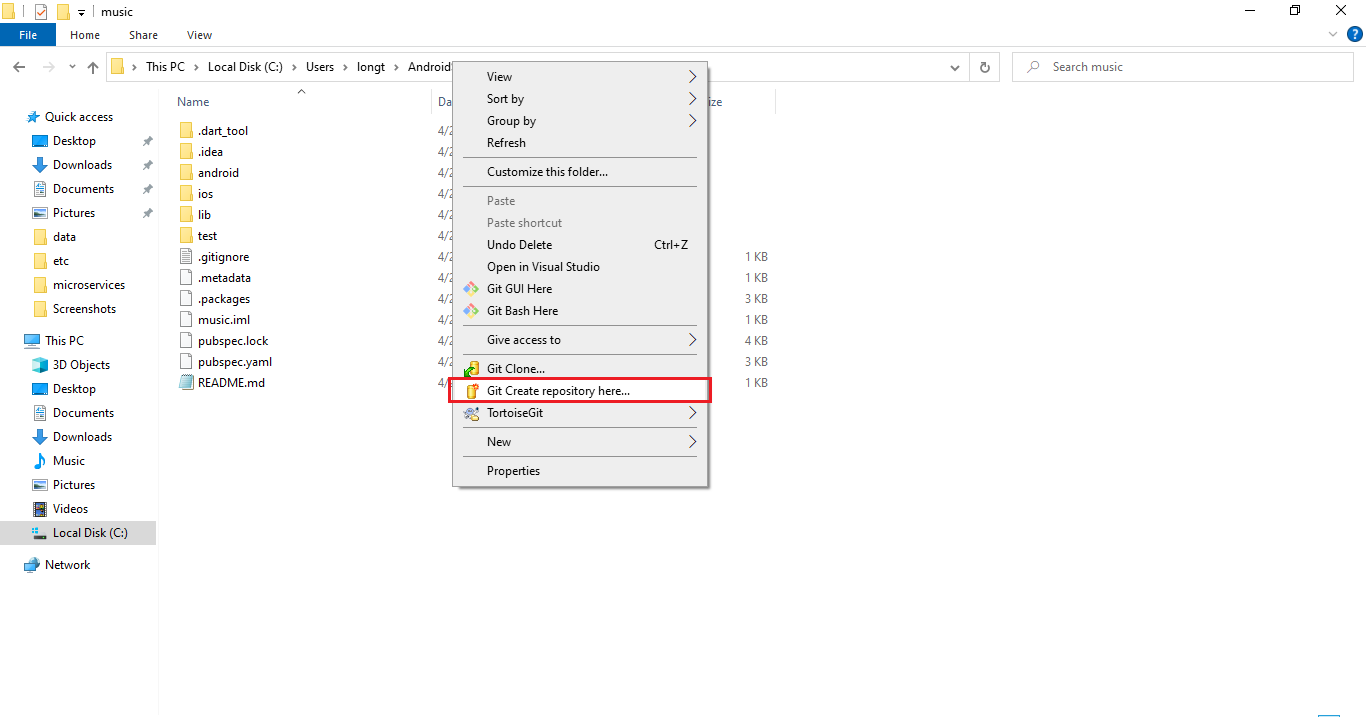 music
File Home Share View
This PC Local Disk (C:) Users longt Android
Search music
Name
Da
ize
Quick access
Desktop
Downloads
Documents
Pictures
data
etc
microservices
Screenshots
This PC
3D Objects
Desktop
Documents
Downloads
Music
Pictures
Videos
Local Disk (C:)
Network
.dart_tool 4/2
.idea 4/2
android 4/2
ios 4/2
lib 4/2
test 4/2
.gitignore 4/2 1 KB
.metadata 4/2 1 KB
.packages 4/2 3 KB
music.iml 4/2 1 KB
pubspec.lock 4/2 4 KB
pubspec.yaml 4/2 3 KB
README.md 4/ 1 KB
View
Sort by
Group by
Refresh
Customize this folder...
Paste
Paste shortcut
Undo Delete Ctrl+Z
Open in Visual Studio
Git GUI Here
Git Bash Here
Give access to
Git Clone...
Git Create repository here...
TortoiseGit
New
Properties